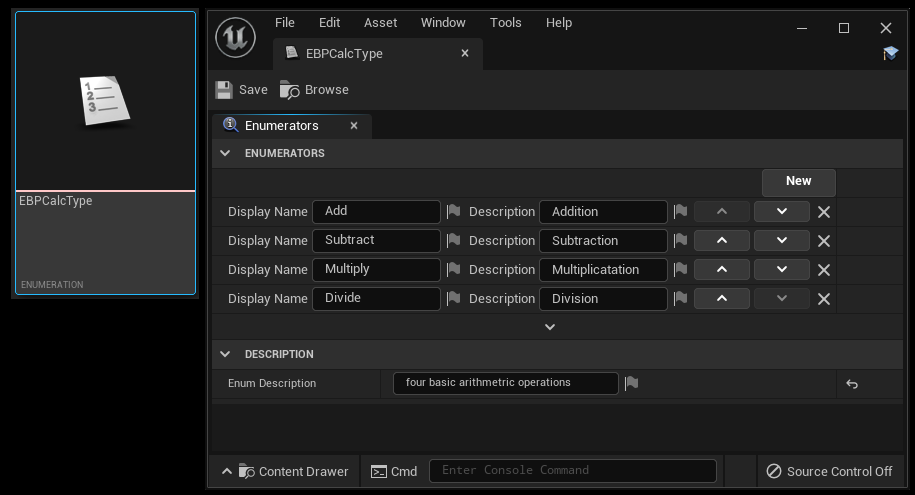 EBPCalcType
ENUMERATION
File Edit Asset Window Tools Help
EBPCalcType
Save Browse
Enumerators
ENUMERATORS
New
Display Name Add Description Addition
Display Name Subtract Description Subtraction
Display Name Multiply Description Multiplicatation
Display Name Divide Description Division
DESCRIPTION
Enum Description four basic arithmetric operations
Content Drawer Cmd Enter Console Command Source Control Off